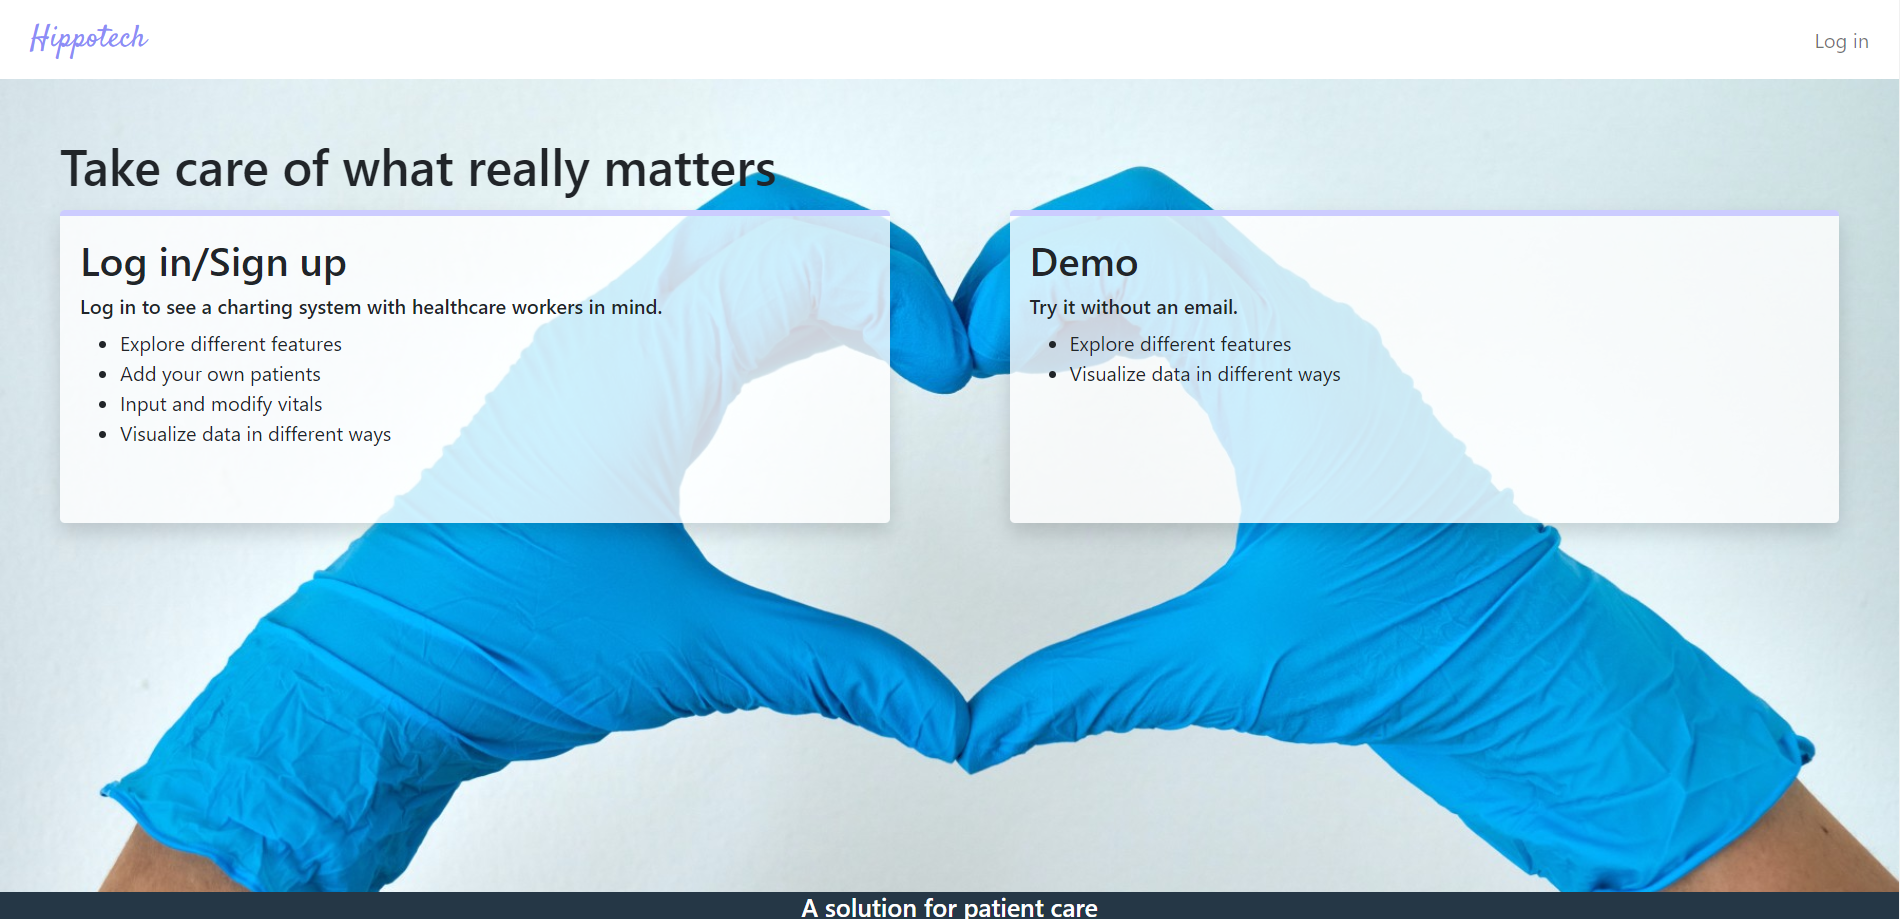 Hippotech
Log in
Take care of what really matters
Log in/Sign up
Log in to see a charting system with healthcare workers in mind.
Explore different features
Add your own patients
Input and modify vitals
Visualize data in different ways
Demo
Try it without an email.
Explore different features
Visualize data in different ways
A solution for patient care